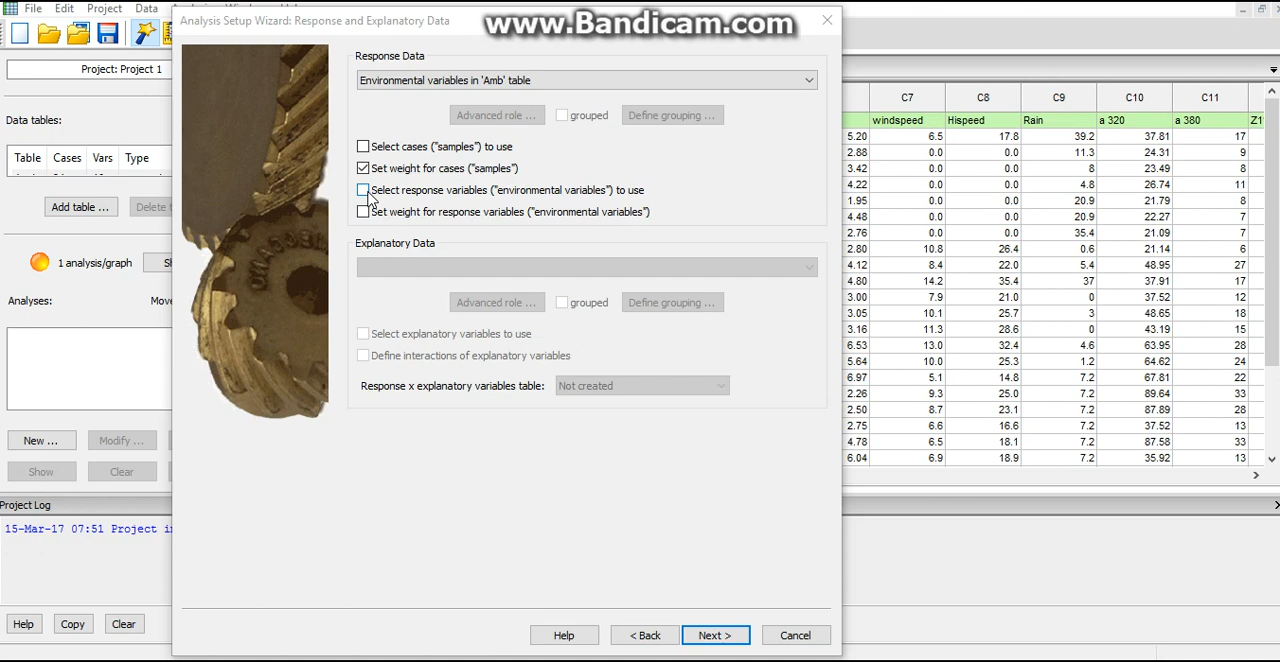 File Edit Project Data
Analysis Setup Wizard: Response and Explanatory Data
www.Bandicam.com
Project: Project 1
Data tables:
Table Cases Vars Type
Add table ... Delete t
1 analysis/graph
Analyses: Move
New ... Modify ...
Show Clear
Response Data
Environmental variables in 'Amb' table
Advanced role ... grouped Define grouping ...
Select cases ("samples") to use
Set weight for cases ("samples")
Select response variables ("environmental variables") to use
Set weight for response variables ("environmental variables")
Explanatory Data
Advanced role ... grouped Define grouping ...
Select explanatory variables to use
Define interactions of explanatory variables
Response x explanatory variables table: Not created
Help < Back Next > Cancel
C7 C8 C9 C10 C11
windspeed Hispeed Rain a 320 a 380 Z1
5.20 6.5 17.8 39.2 37.81 17
2.88 0.0 0.0 11.3 24.31 9
3.42 0.0 0.0 8 23.49 8
4.22 0.0 0.0 4.8 26.74 11
1.95 0.0 0.0 20.9 21.79 8
4.48 0.0 0.0 20.9 22.27 7
2.76 0.0 0.0 35.4 21.09 7
2.80 10.8 26.4 0.6 21.14 6
4.12 8.4 22.0 5.4 48.95 27
4.80 14.2 35.4 37 37.91 17
3.00 7.9 21.0 0 37.52 12
3.05 10.1 25.7 3 48.65 18
3.16 11.3 28.6 0 43.19 15
6.53 13.0 32.4 4.6 63.95 28
5.64 10.0 25.3 1.2 64.62 24
6.97 5.1 14.8 7.2 67.81 22
2.26 9.3 25.0 7.2 89.64 33
2.50 8.7 23.1 7.2 87.89 28
2.75 6.6 16.6 7.2 37.52 13
4.78 6.5 18.1 7.2 87.58 33
6.04 6.9 18.9 7.2 35.92 13
Project Log
15-Mar-17 07:51 Project in
Help Copy Clear